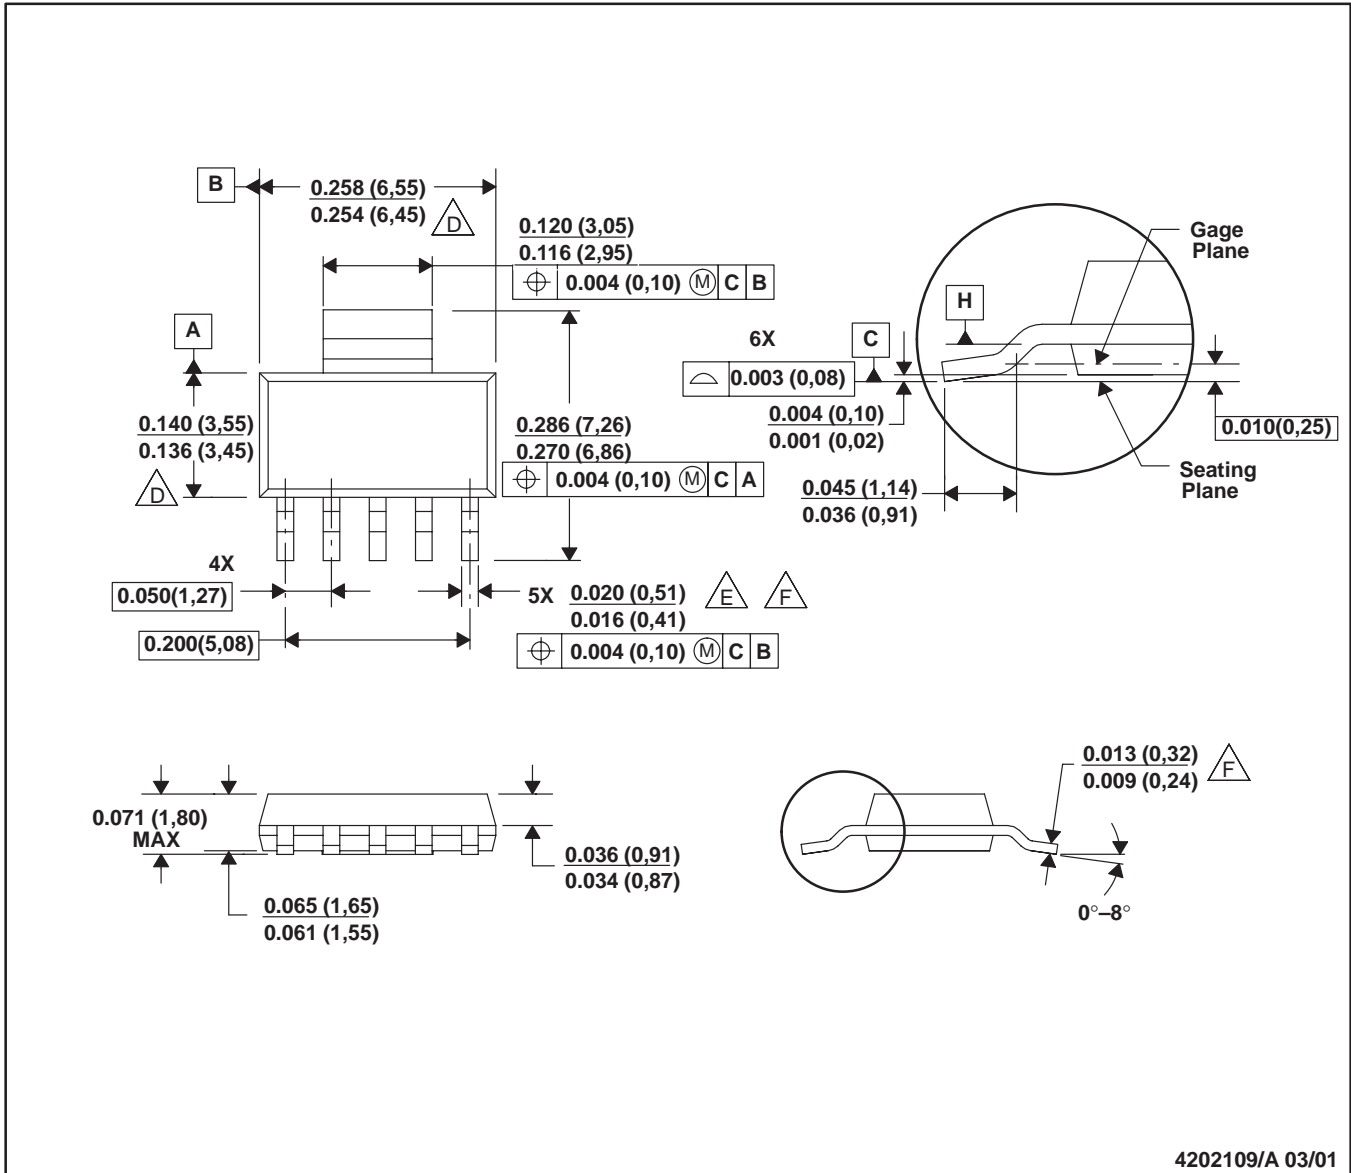 B
0.258 (6,55)
0.254 (6,45)
D
0.120 (3,05)
0.116 (2,95)
⌖ 0.004 (0,10) Ⓜ C B
A
0.140 (3,55)
0.136 (3,45)
D
0.286 (7,26)
0.270 (6,86)
⌖ 0.004 (0,10) Ⓜ C A
4X
0.050(1,27)
0.200(5,08)
5X
0.020 (0,51)
0.016 (0,41)
E
F
⌖ 0.004 (0,10) Ⓜ C B
Gage
Plane
H
6X
C
⌓ 0.003 (0,08)
0.004 (0,10)
0.001 (0,02)
0.010(0,25)
Seating
Plane
0.045 (1,14)
0.036 (0,91)
0.071 (1,80)
MAX
0.065 (1,65)
0.061 (1,55)
0.036 (0,91)
0.034 (0,87)
0.013 (0,32)
0.009 (0,24)
F
0°–8°
4202109/A 03/01